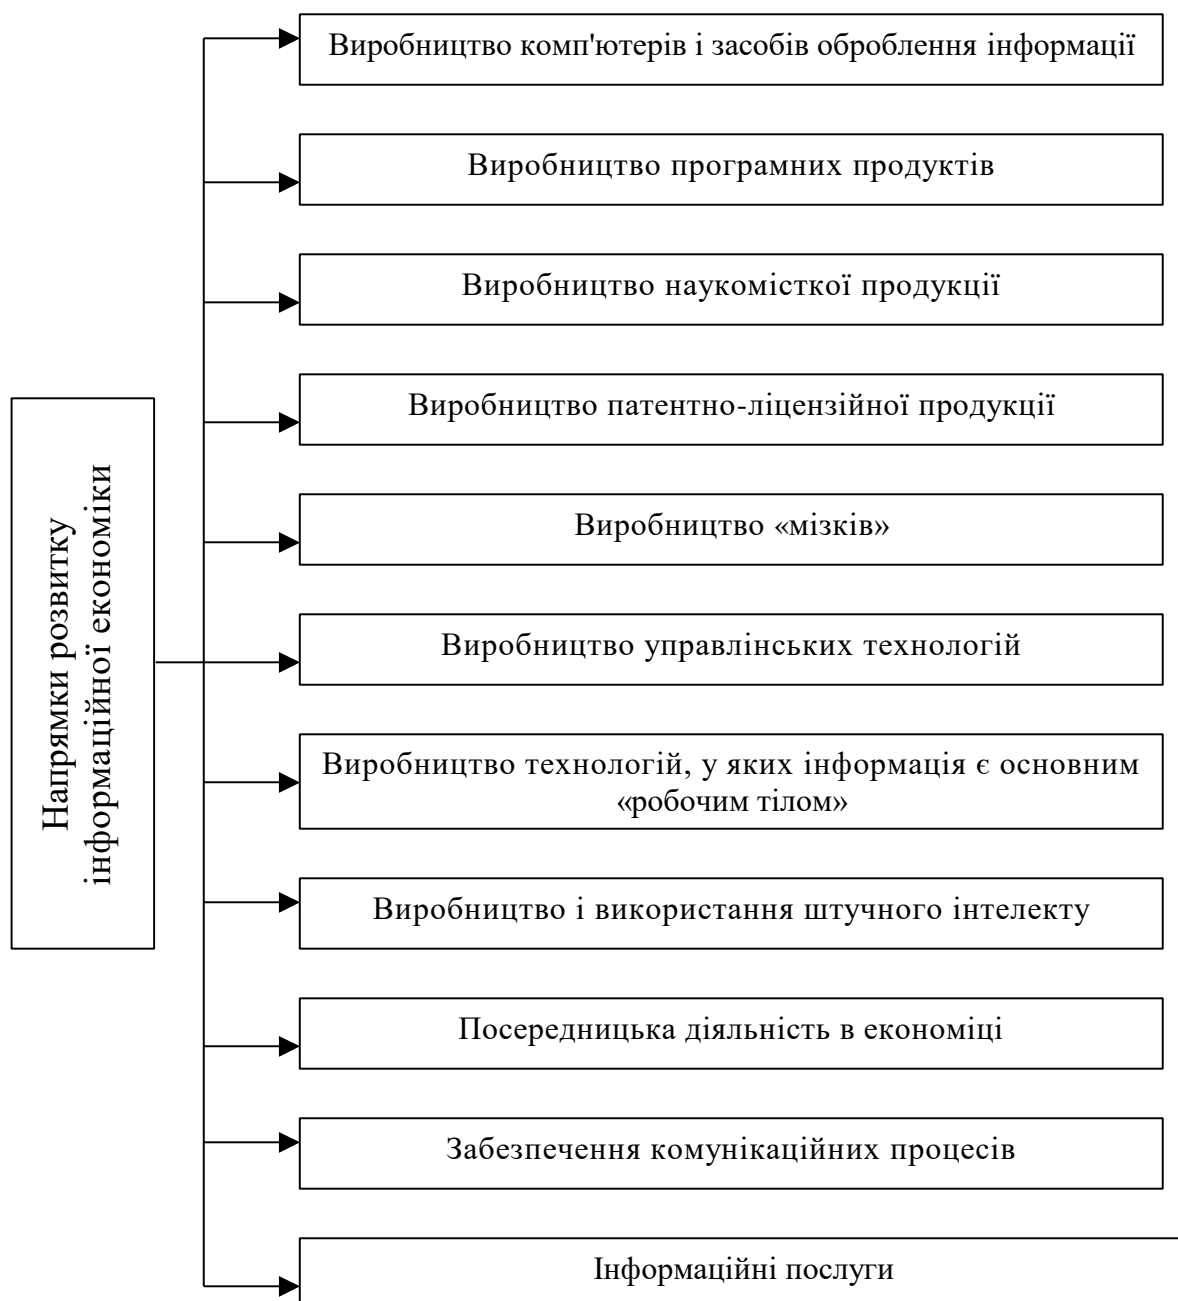 Напрямки розвитку
інформаційної економіки
Виробництво комп'ютерів і засобів оброблення інформації
Виробництво програмних продуктів
Виробництво наукомісткої продукції
Виробництво патентно-ліцензійної продукції
Виробництво «мізків»
Виробництво управлінських технологій
Виробництво технологій, у яких інформація є основним
«робочим тілом»
Виробництво і використання штучного інтелекту
Посередницька діяльність в економіці
Забезпечення комунікаційних процесів
Інформаційні послуги